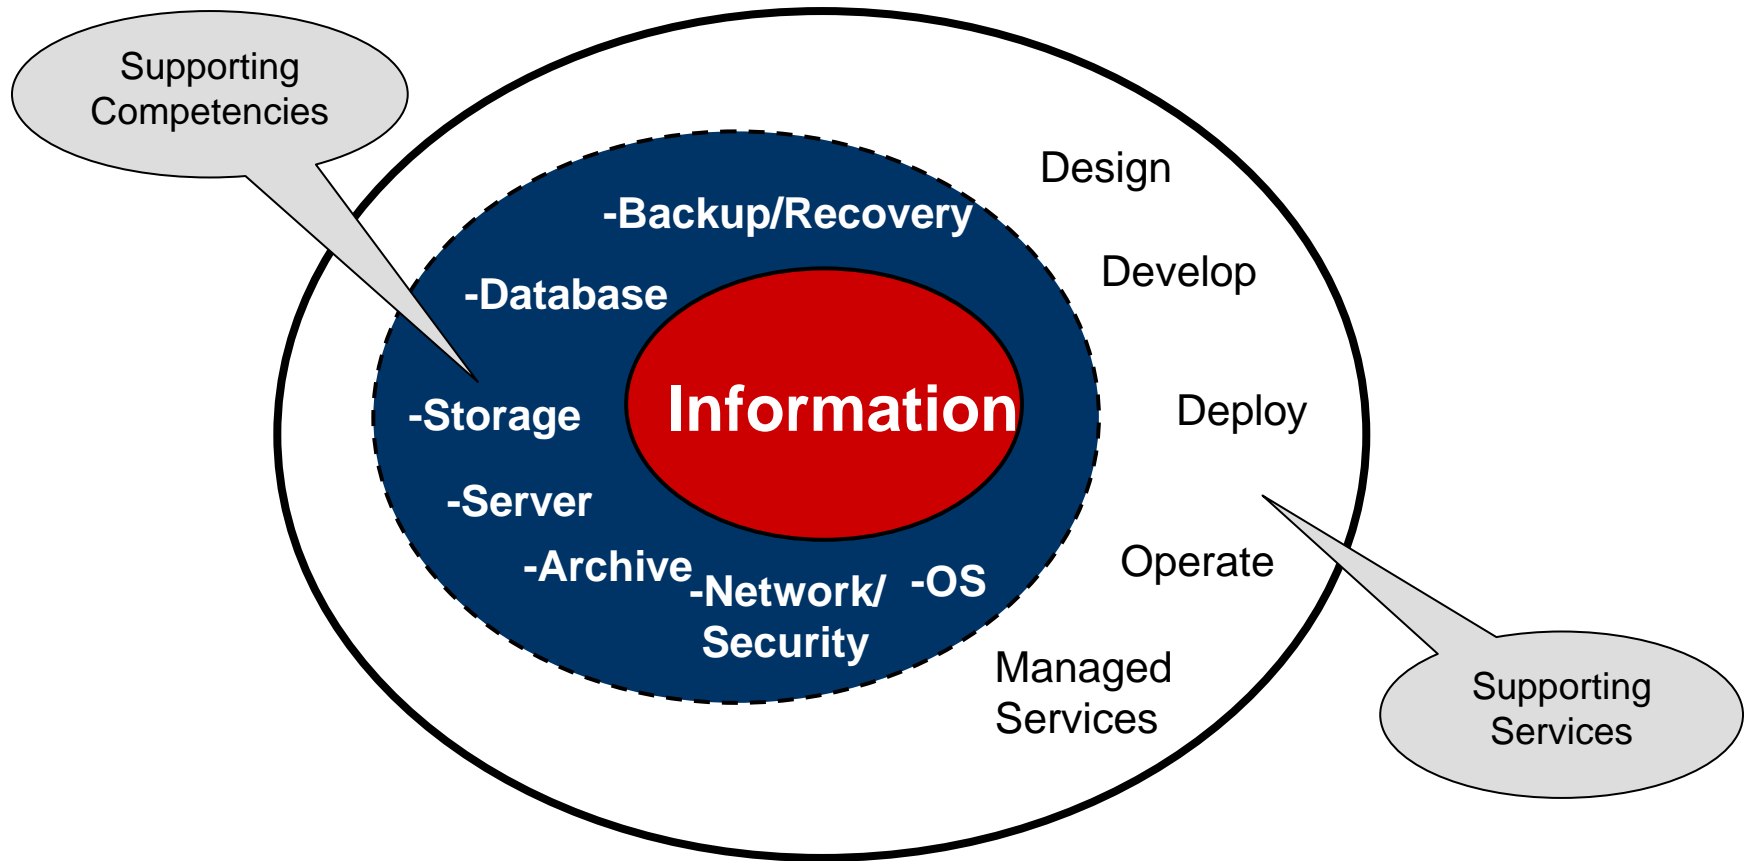 Supporting
Competencies
Design
-Backup/Recovery
Develop
-Database
Information
-Storage
Deploy
-Server
Operate
-Archive
-Network/
Security
-OS
Managed
Services
Supporting
Services